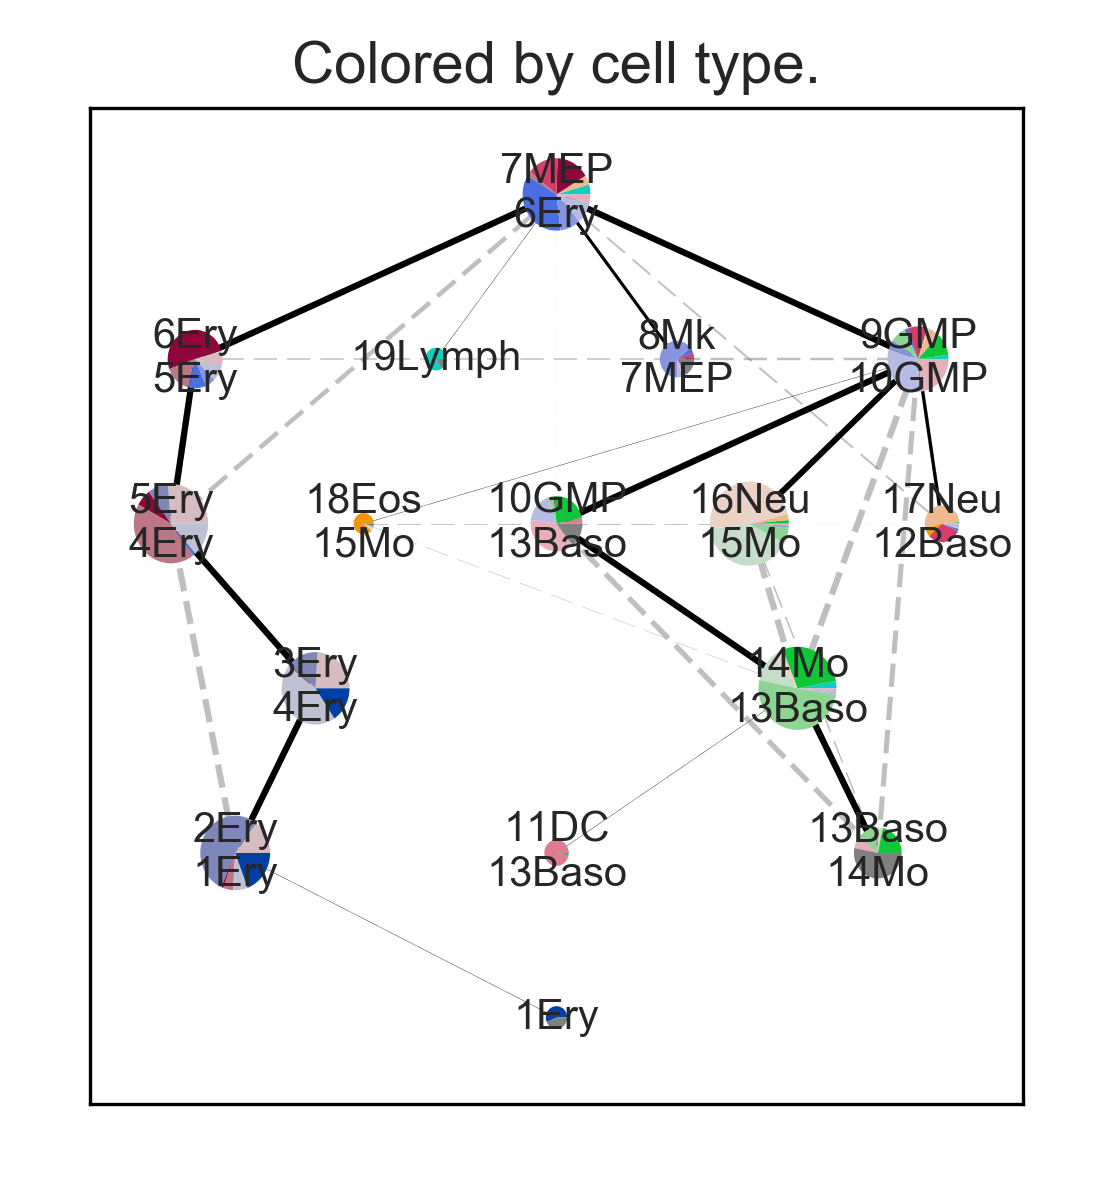 Colored by cell type.
7MEP
6Ery
6Ery
5Ery
19Lymph
8Mk
7MEP
9GMP
10GMP
5Ery
4Ery
18Eos
15Mo
10GMP
13Baso
16Neu
15Mo
17Neu
12Baso
3Ery
4Ery
14Mo
13Baso
2Ery
1Ery
11DC
13Baso
13Baso
14Mo
1Ery